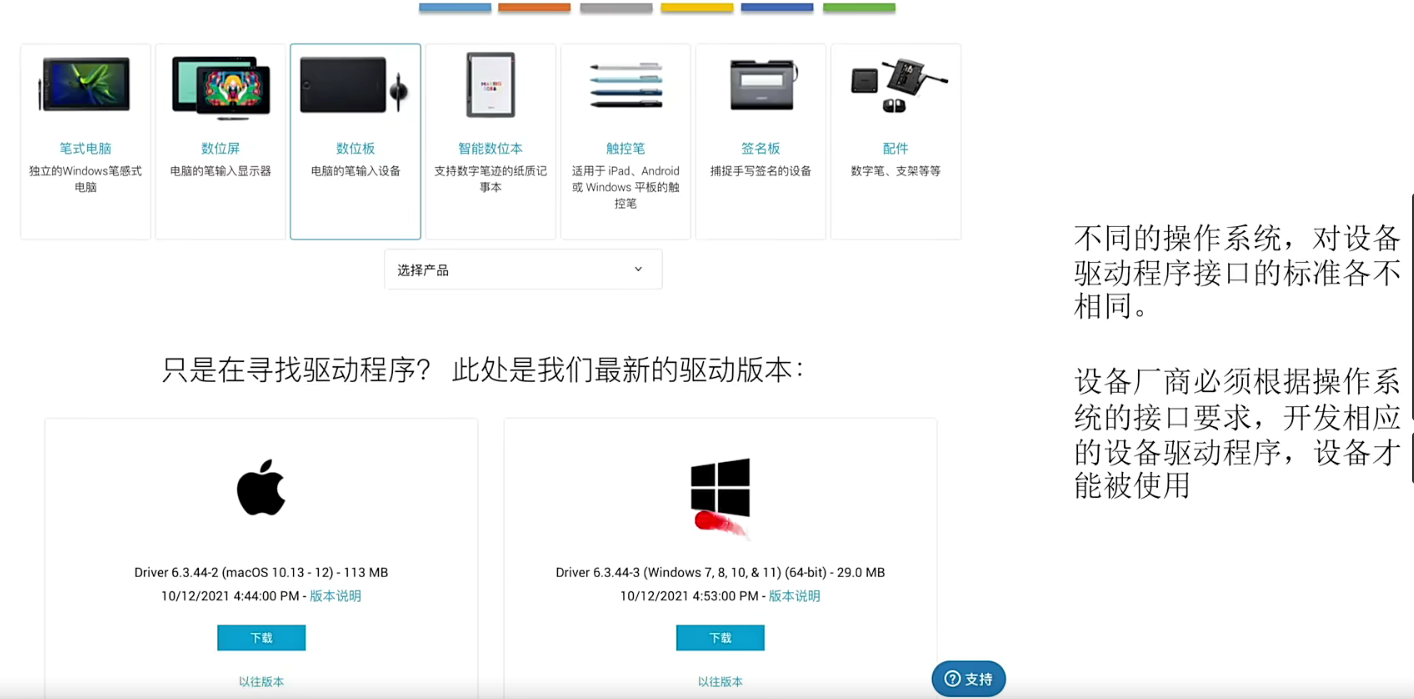 笔式电脑
独立的Windows笔感式
电脑
数位屏
电脑的笔输入显示器
数位板
电脑的笔输入设备
智能数位本
支持数字笔迹的纸质记
事本
触控笔
适用于 iPad、Android
或 Windows 平板的触
控笔
签名板
捕捉手写签名的设备
配件
数字笔、支架等等
选择产品
只是在寻找驱动程序? 此处是我们最新的驱动版本:
Driver 6.3.44-2 (macOS 10.13 - 12) - 113 MB
10/12/2021 4:44:00 PM - 版本说明
下载
以往版本
Driver 6.3.44-3 (Windows 7, 8, 10, & 11) (64-bit) - 29.0 MB
10/12/2021 4:53:00 PM - 版本说明
下载
以往版本
支持
不同的操作系统，对设备
驱动程序接口的标准各不
相同。
设备厂商必须根据操作系
统的接口要求，开发相应
的设备驱动程序，设备才
能被使用